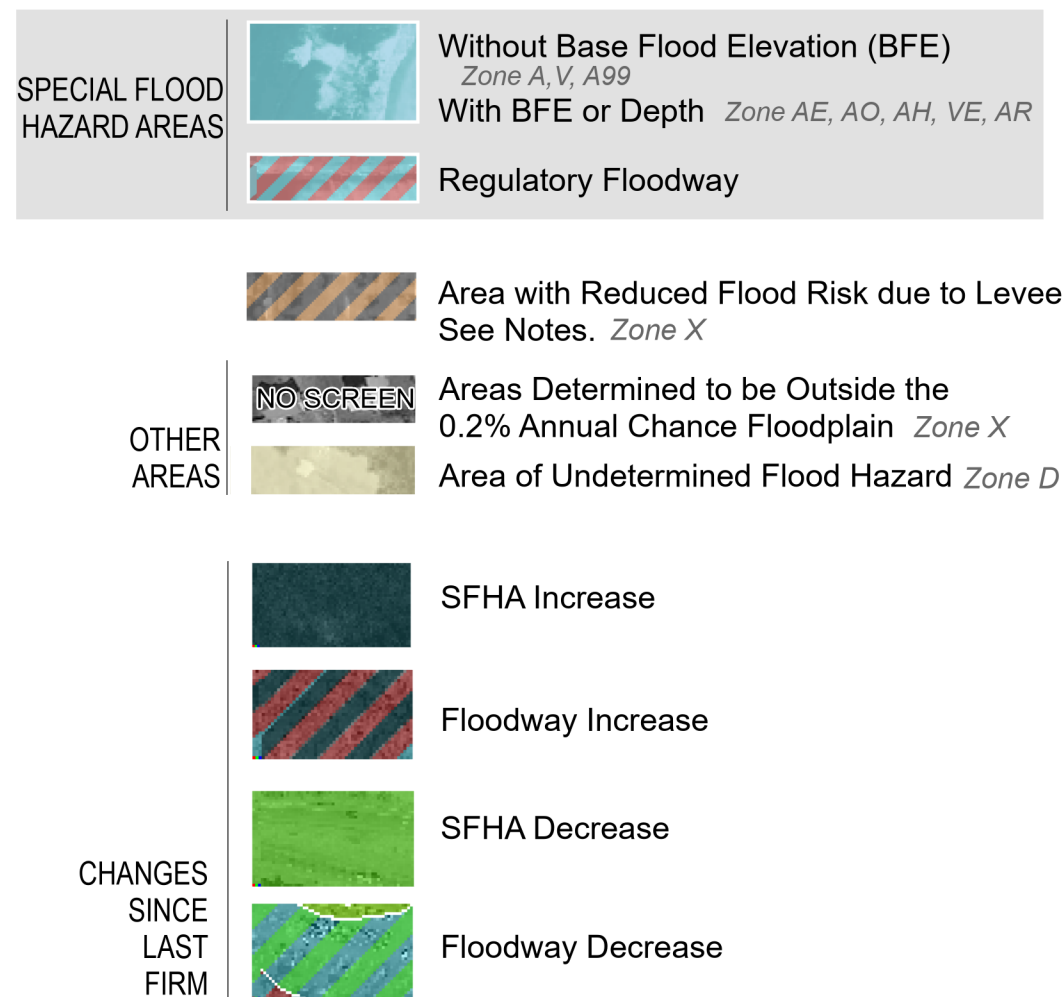 SPECIAL FLOOD
HAZARD AREAS
Without Base Flood Elevation (BFE)
Zone A,V, A99
With BFE or Depth Zone AE, AO, AH, VE, AR
Regulatory Floodway
Area with Reduced Flood Risk due to Levee
See Notes. Zone X
OTHER
AREAS
NO SCREEN
Areas Determined to be Outside the
0.2% Annual Chance Floodplain Zone X
Area of Undetermined Flood Hazard Zone D
CHANGES
SINCE
LAST
FIRM
SFHA Increase
Floodway Increase
SFHA Decrease
Floodway Decrease